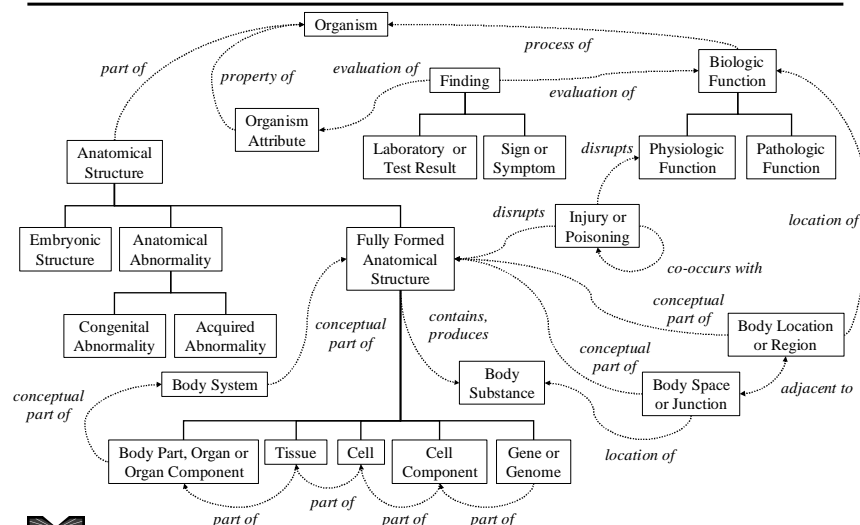 Organism
process of
part of
property of
evaluation of
Finding
evaluation of
Biologic
Function
Organism
Attribute
Laboratory or
Test Result
Sign or
Symptom
disrupts
Physiologic
Function
Pathologic
Function
Anatomical
Structure
Embryonic
Structure
Anatomical
Abnormality
Fully Formed
Anatomical
Structure
disrupts
Injury or
Poisoning
location of
co-occurs with
Congenital
Abnormality
Acquired
Abnormality
conceptual
part of
contains,
produces
conceptual
part of
conceptual
part of
Body Location
or Region
conceptual
part of
Body System
Body
Substance
Body Space
or Junction
adjacent to
Body Part, Organ or
Organ Component
Tissue
Cell
Cell
Component
Gene or
Genome
location of
part of
part of
part of
part of